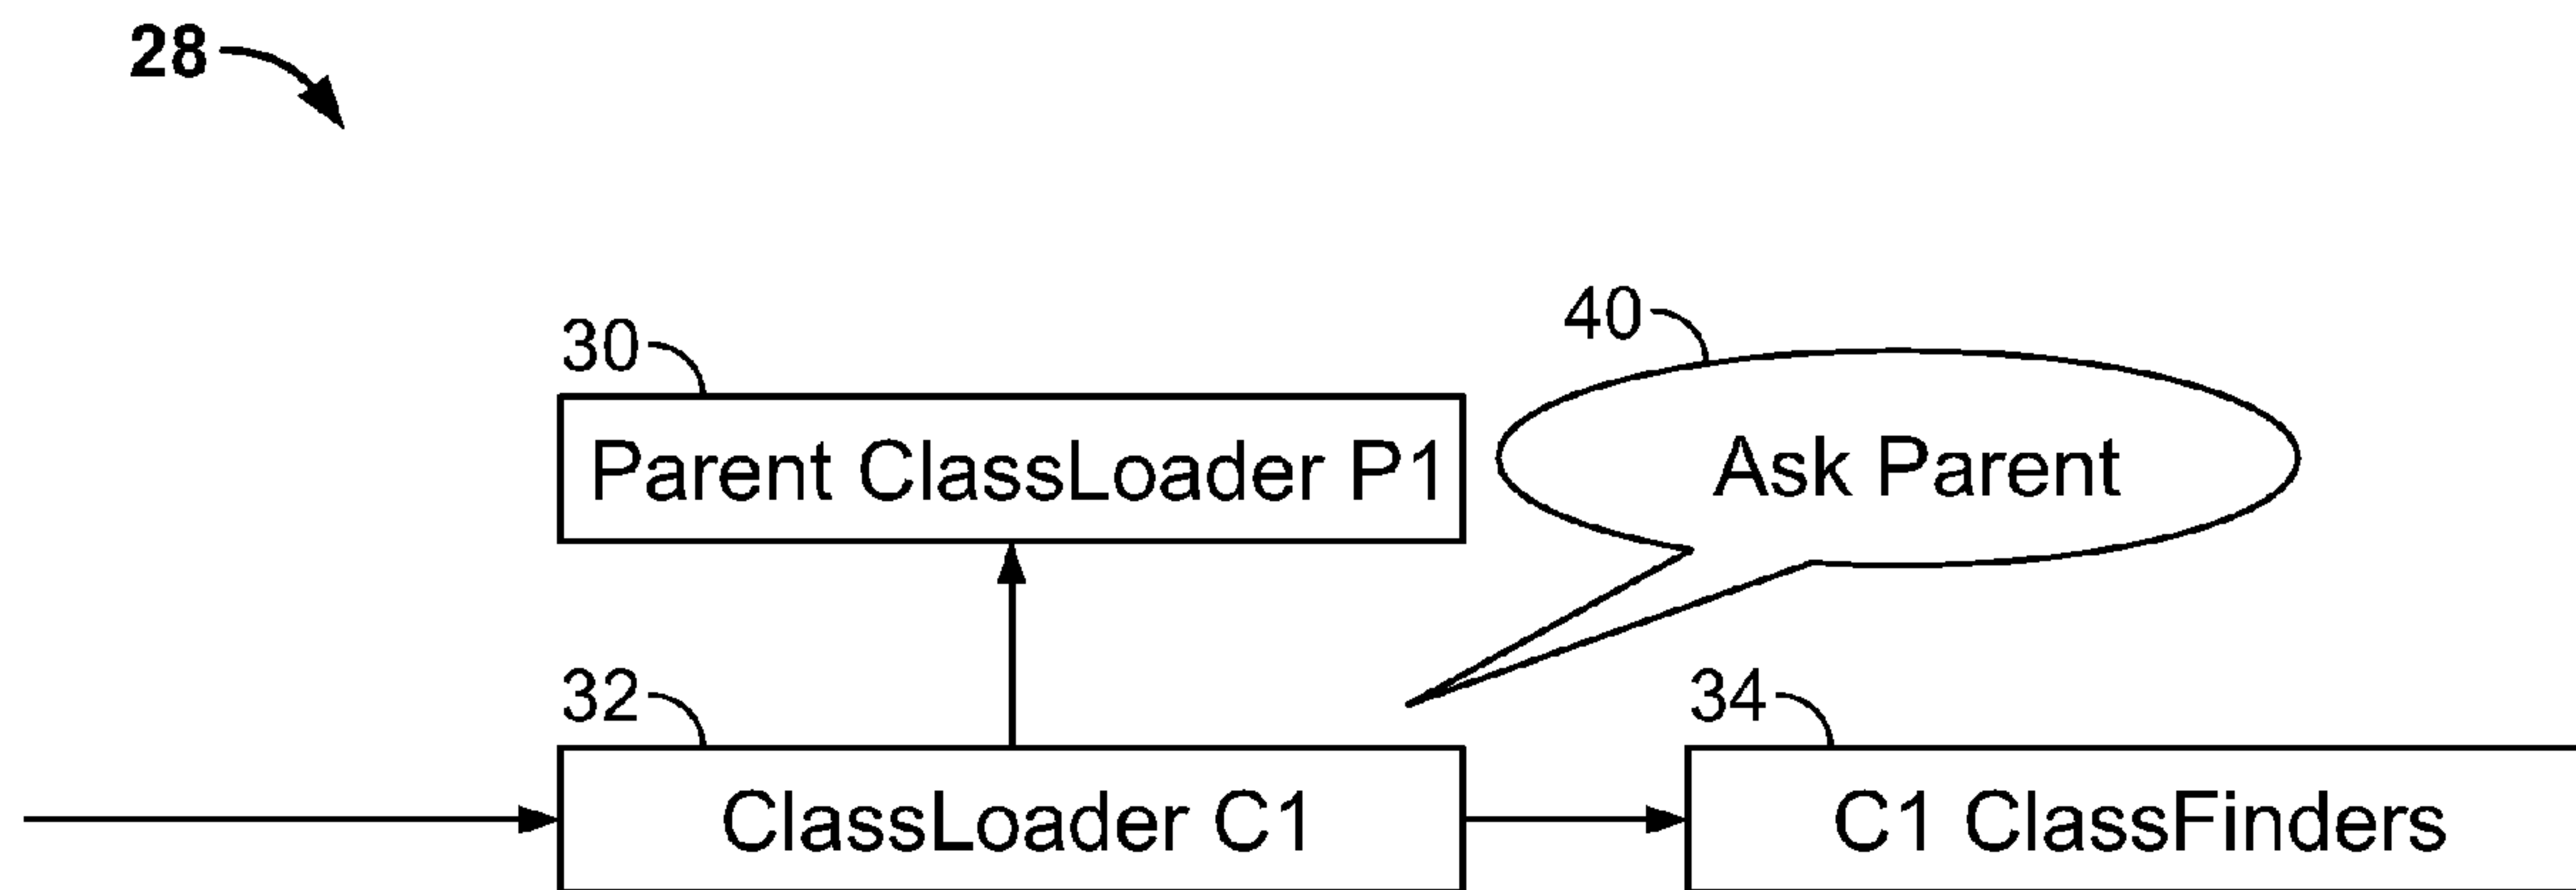 28
40
30
Parent ClassLoader P1
Ask Parent
32
34
ClassLoader C1
C1 ClassFinders